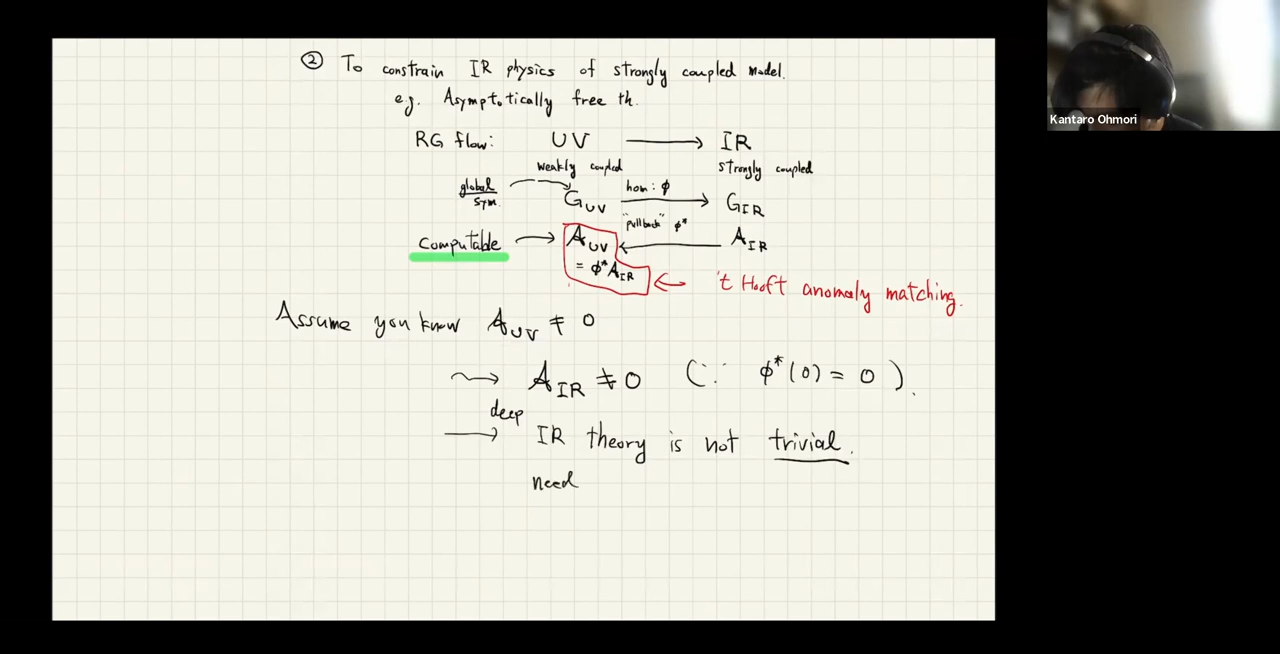 ② To constrain IR physics of strongly coupled model.
e.g. Asymptotically free th.
RG flow: UV → IR
weakly coupled strongly coupled
global sym. G_UV hom: φ → G_IR
"pullback" φ*
Computable → A_UV ← A_IR
= φ* A_IR ← 't Hooft anomaly matching.
Assume you know A_UV ≠ 0
⇝ A_IR ≠ 0 (∵ φ*(0) = 0).
deep
→ IR theory is not trivial.
need
Kantaro Ohmori